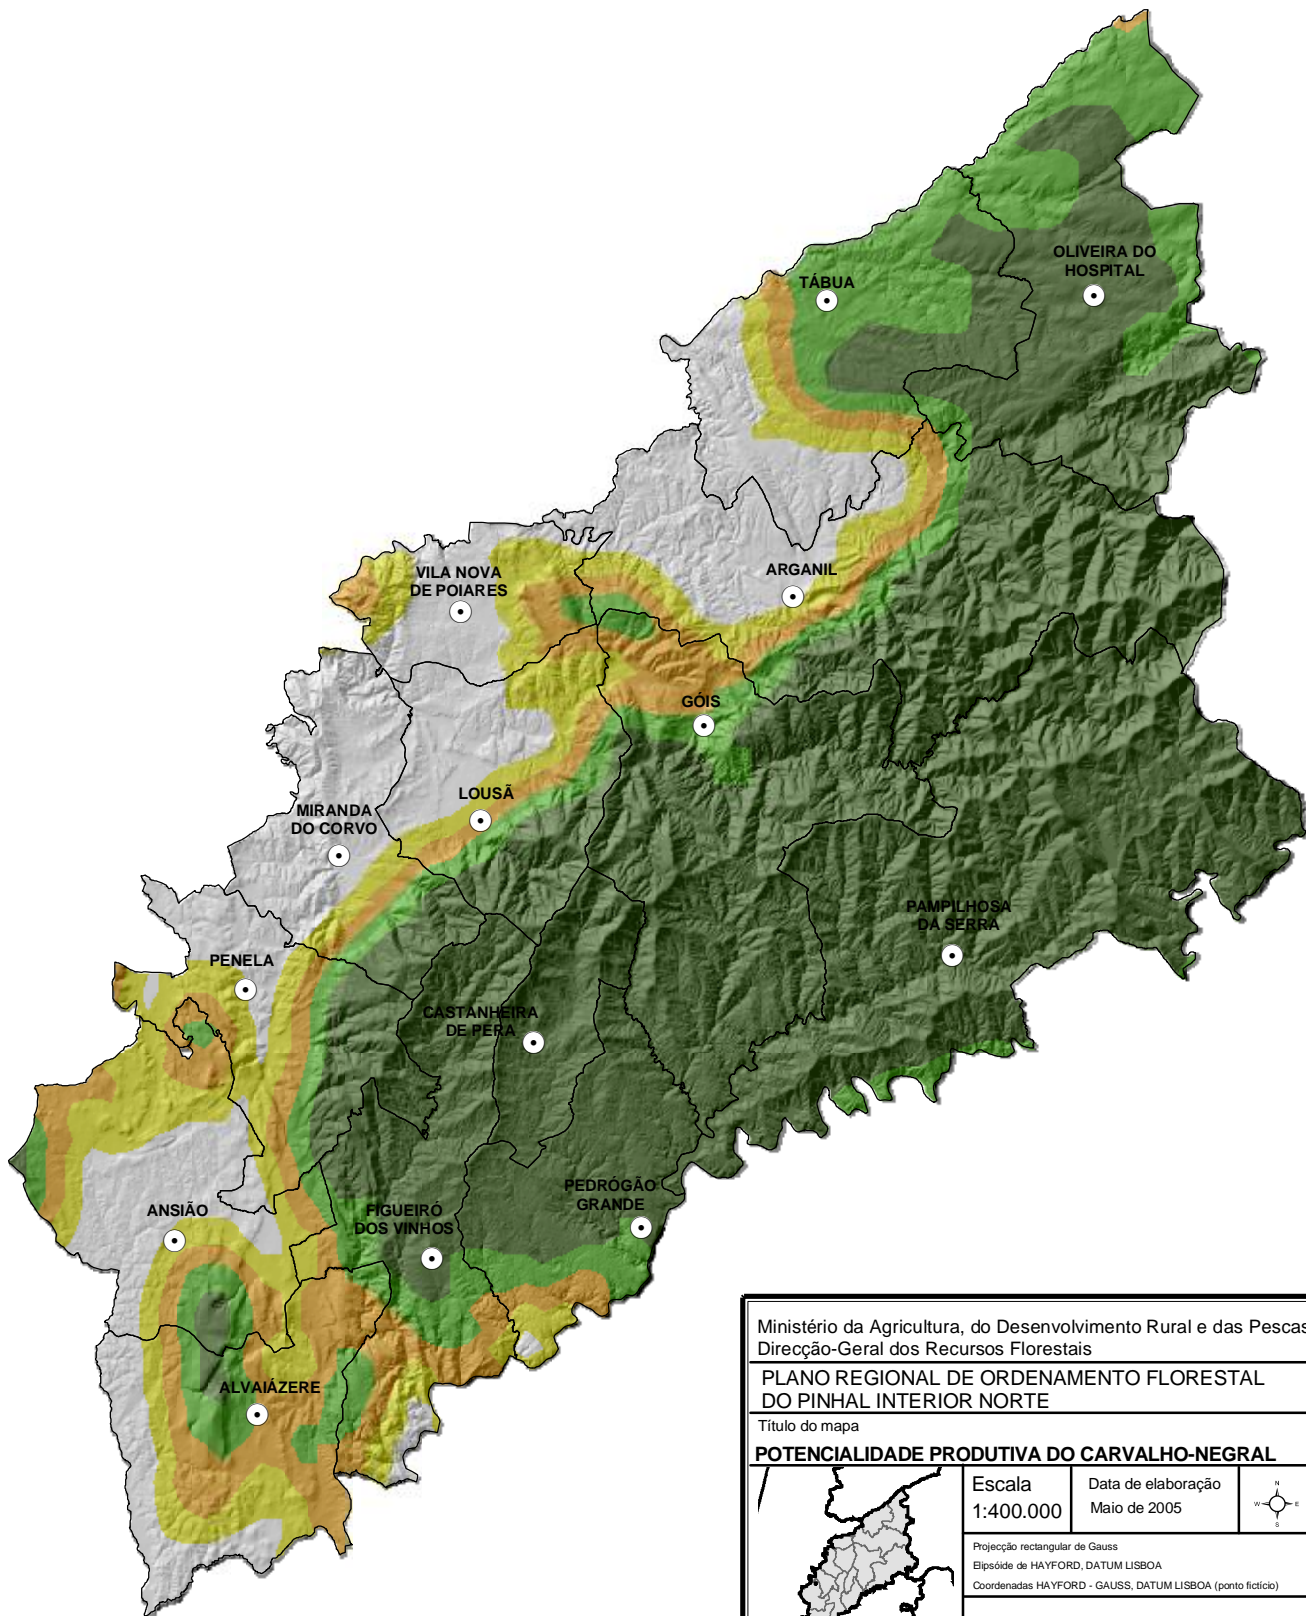 OLIVEIRA DO
HOSPITAL
TÁBUA
VILA NOVA
DE POIARES
ARGANIL
GÓIS
LOUSÃ
MIRANDA
DO CORVO
PAMPILHOSA
DA SERRA
PENELA
CASTANHEIRA
DE PERA
PEDRÓGÃO
GRANDE
ANSIÃO
FIGUEIRÓ
DOS VINHOS
ALVAIÁZERE
Ministério da Agricultura, do Desenvolvimento Rural e das Pescas
Direcção-Geral dos Recursos Florestais
PLANO REGIONAL DE ORDENAMENTO FLORESTAL
DO PINHAL INTERIOR NORTE
Título do mapa
POTENCIALIDADE PRODUTIVA DO CARVALHO-NEGRAL
Escala
1:400.000
Data de elaboração
Maio de 2005
N
W E
S
Projecção rectangular de Gauss
Elipsóide de HAYFORD, DATUM LISBOA
Coordenadas HAYFORD - GAUSS, DATUM LISBOA (ponto fictício)